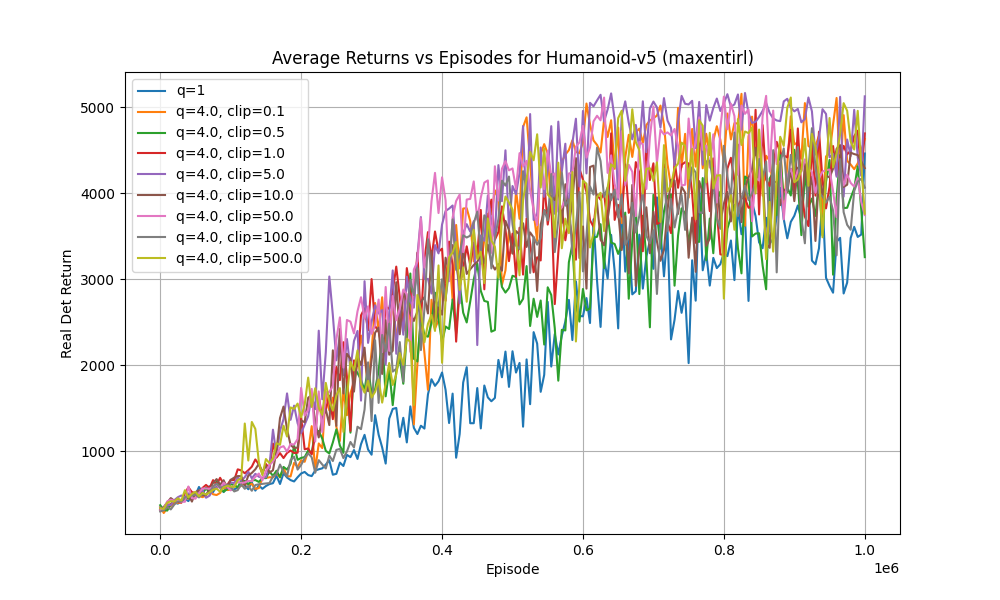 Average Returns vs Episodes for Humanoid-v5 (maxentirl)
Real Det Return
5000
4000
3000
2000
1000
q=1
q=4.0, clip=0.1
q=4.0, clip=0.5
q=4.0, clip=1.0
q=4.0, clip=5.0
q=4.0, clip=10.0
q=4.0, clip=50.0
q=4.0, clip=100.0
q=4.0, clip=500.0
0.0 0.2 0.4 0.6 0.8 1.0
1e6
Episode